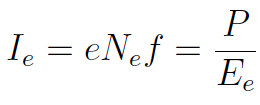 I_e = eN_e f = \frac{P}{E_e}